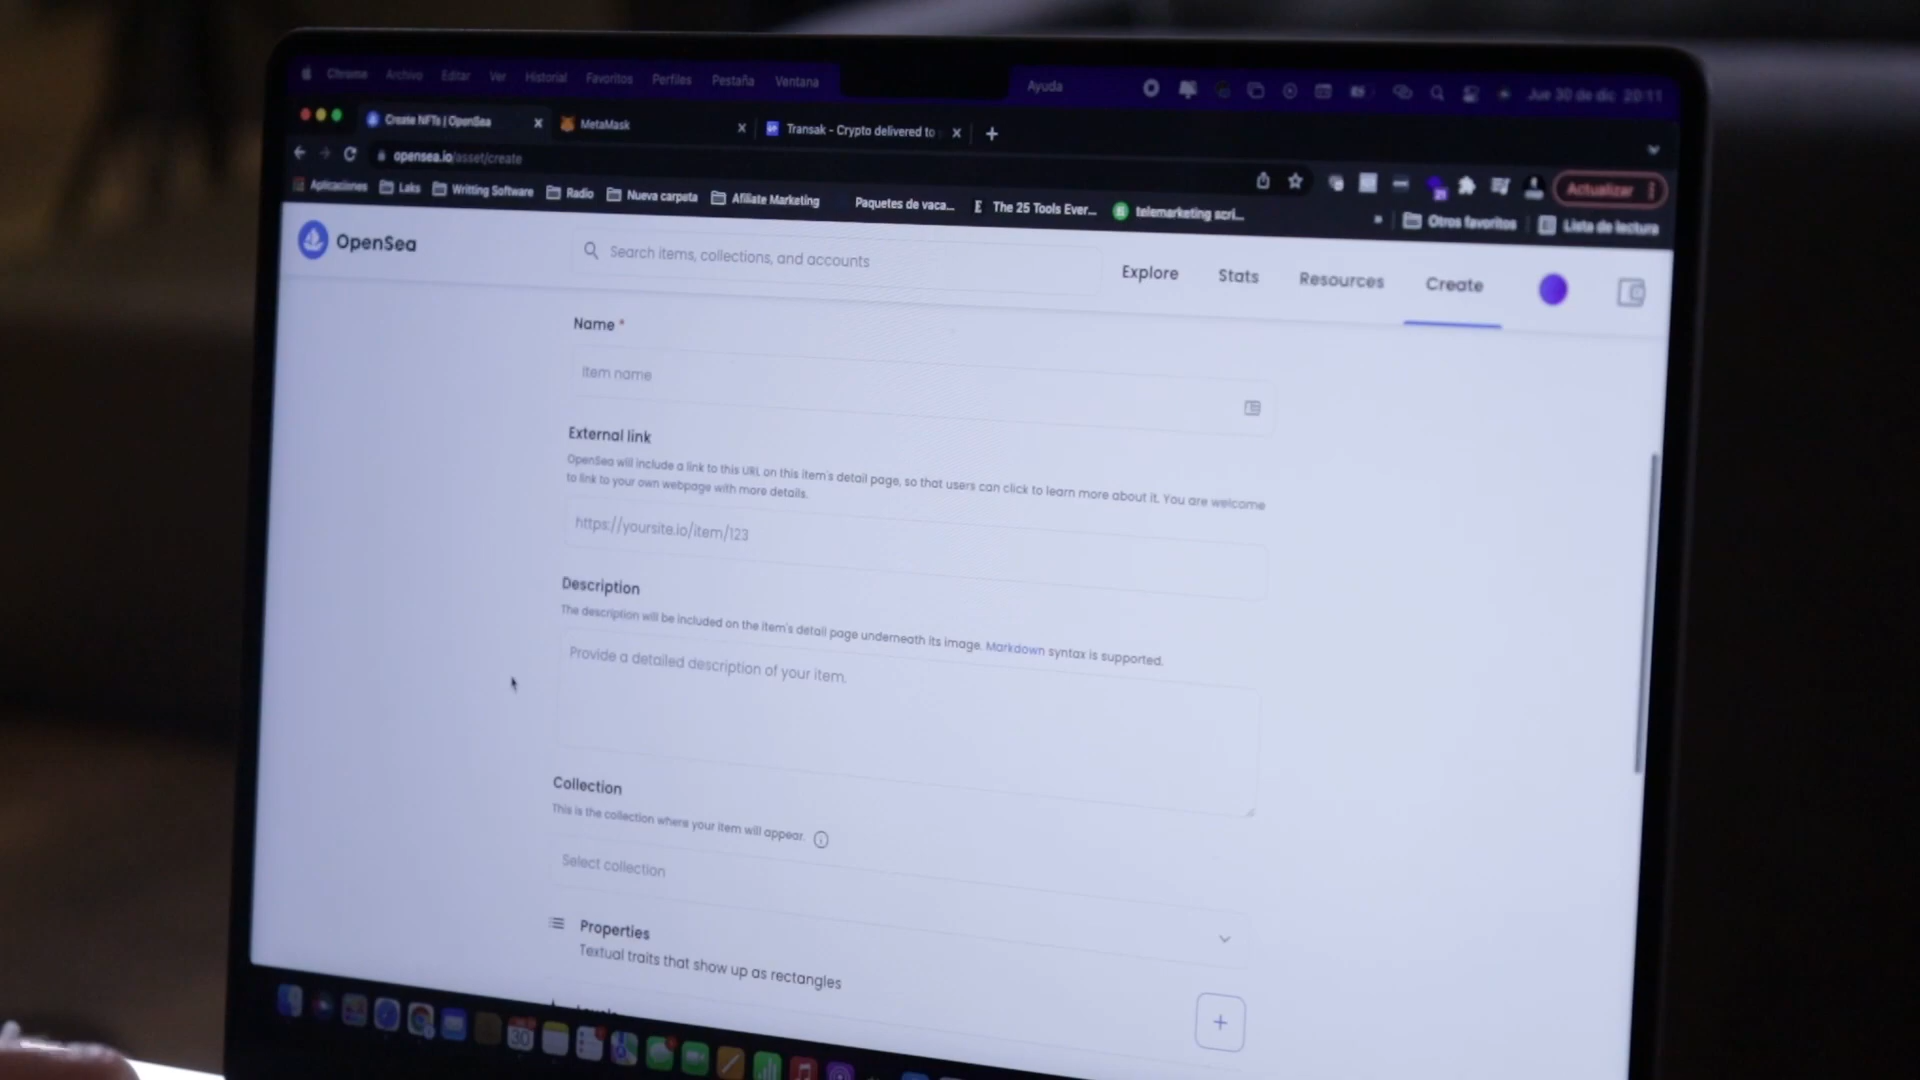 Chrome Archivo Editar Ver Historial Favoritos Perfiles Pestaña Ventana Ayuda Jue 30 de dic 20:11
Create NFTs | OpenSea MetaMask Transak - Crypto delivered to
opensea.io/asset/create
Aplicaciones Laks Writting Software Radio Nueva carpeta Afiliate Marketing Paquetes de vaca... E The 25 Tools Ever... telemarketing scri... » Otros favoritos Lista de lectura
Actualizar
21
OpenSea Search items, collections, and accounts Explore Stats Resources Create
Name *
Item name
External link
OpenSea will include a link to this URL on this item's detail page, so that users can click to learn more about it. You are welcome
to link to your own webpage with more details.
https://yoursite.io/item/123
Description
The description will be included on the item's detail page underneath its image. Markdown syntax is supported.
Provide a detailed description of your item.
Collection
This is the collection where your item will appear.
Select collection
Properties
Textual traits that show up as rectangles
30